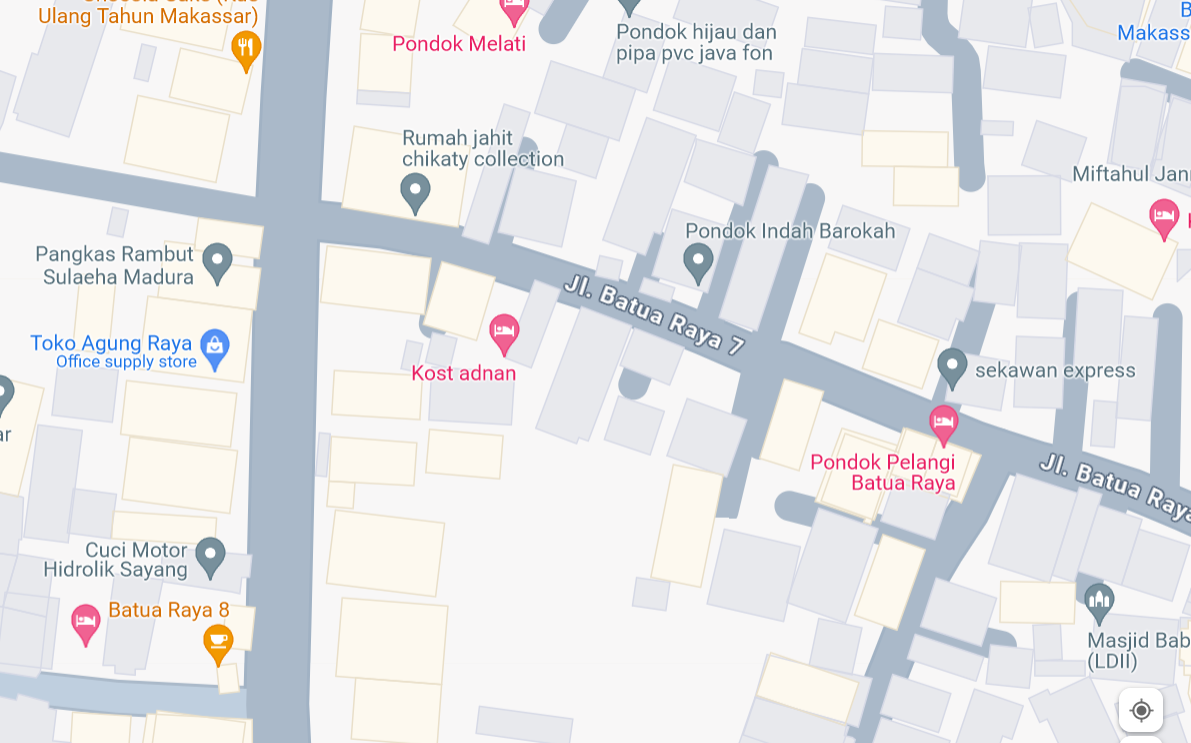 Ulang Tahun Makassar)
Pondok Melati
Pondok hijau dan
pipa pvc java fon
Makass
Rumah jahit
chikaty collection
Miftahul Jann
Pondok Indah Barokah
Pangkas Rambut
Sulaeha Madura
Jl. Batua Raya 7
Toko Agung Raya
Office supply store
Kost adnan
sekawan express
ar
Pondok Pelangi
Batua Raya
Jl. Batua Raya
Cuci Motor
Hidrolik Sayang
Batua Raya 8
Masjid Bab
(LDII)